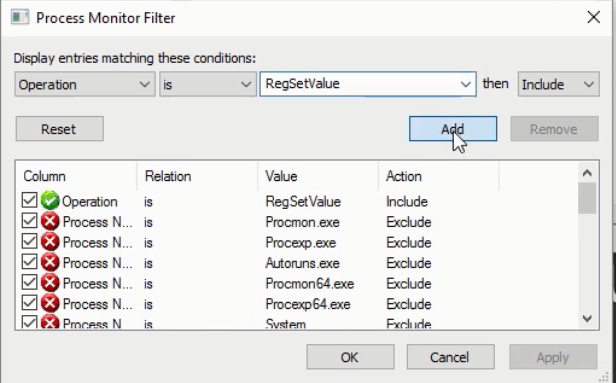 Process Monitor Filter
Display entries matching these conditions:
Operation is RegSetValue then Include
Reset Add Remove
Column Relation Value Action
Operation is RegSetValue Include
Process N... is Procmon.exe Exclude
Process N... is Procexp.exe Exclude
Process N... is Autoruns.exe Exclude
Process N... is Procmon64.exe Exclude
Process N... is Procexp64.exe Exclude
Process N... is System Exclude
OK Cancel Apply